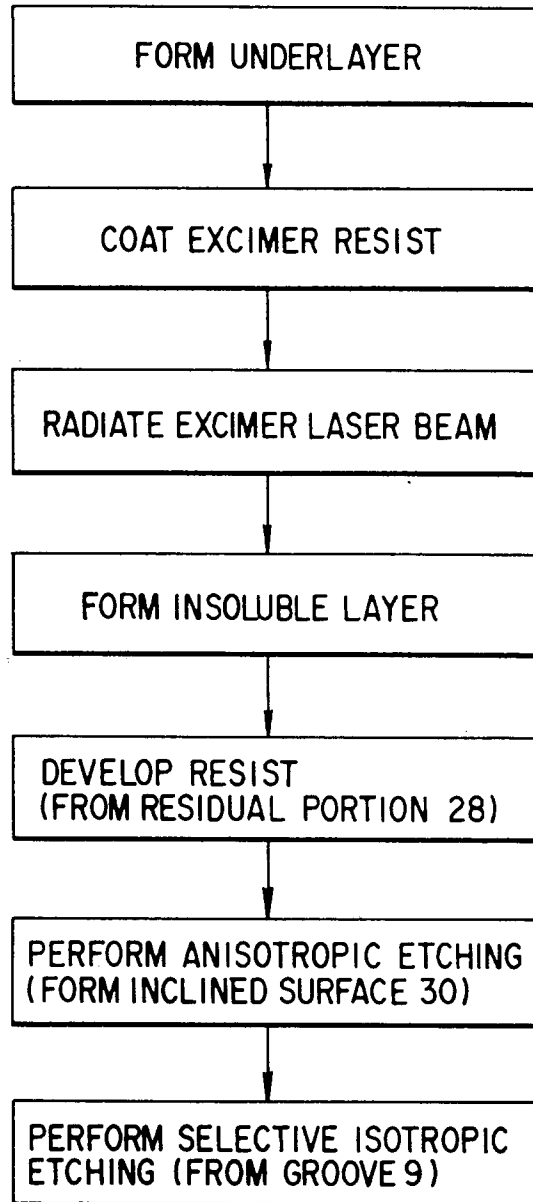 FORM UNDERLAYER
COAT EXCIMER RESIST
RADIATE EXCIMER LASER BEAM
FORM INSOLUBLE LAYER
DEVELOP RESIST
(FROM RESIDUAL PORTION 28)
PERFORM ANISOTROPIC ETCHING
(FORM INCLINED SURFACE 30)
PERFORM SELECTIVE ISOTROPIC
ETCHING (FROM GROOVE 9)